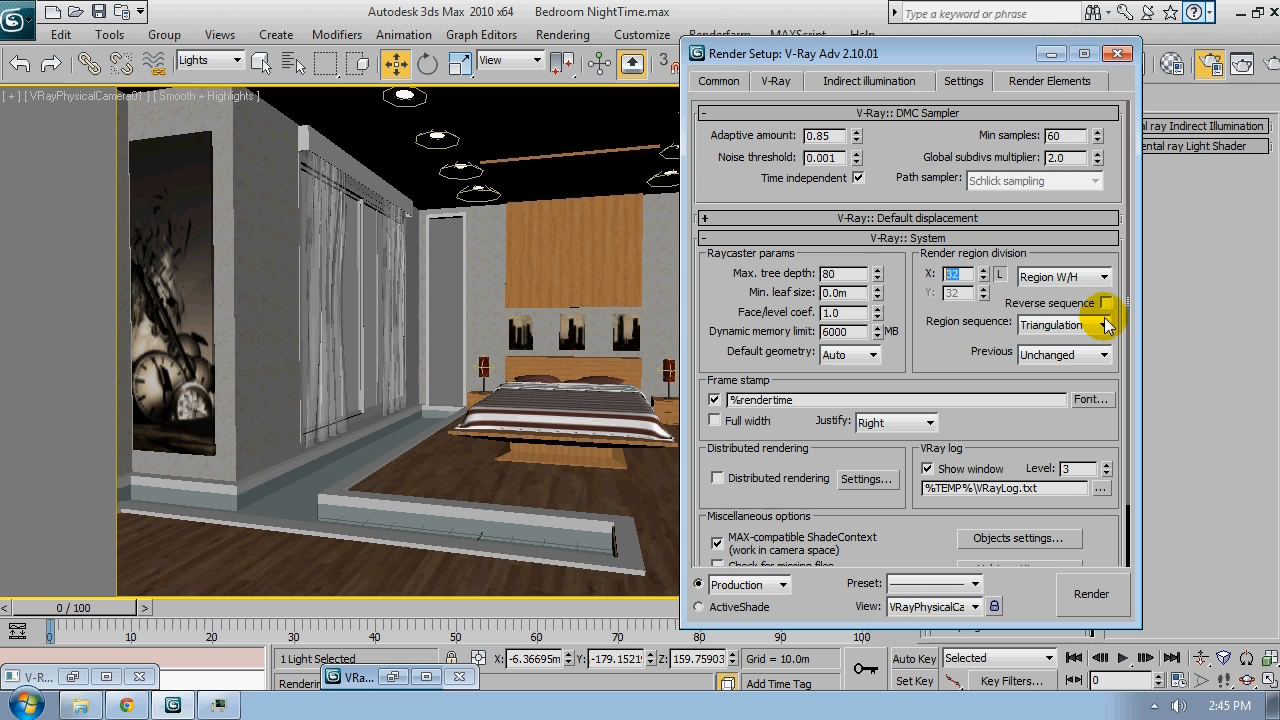 Autodesk 3ds Max 2010 x64 Bedroom NightTime.max
Type a keyword or phrase
Edit Tools Group Views Create Modifiers Animation Graph Editors Rendering Customize
Lights
View
[ + ] [ VRayPhysicalCamera01 ] [ Smooth + Highlights ]
Render Setup: V-Ray Adv 2.10.01
Common V-Ray Indirect illumination Settings Render Elements
V-Ray:: DMC Sampler
Adaptive amount: 0.85 Min samples: 60
Noise threshold: 0.001 Global subdivs multiplier: 2.0
Time independent Path sampler: Schlick sampling
V-Ray:: Default displacement
V-Ray:: System
Raycaster params Render region division
Max. tree depth: 80 X: 32 L Region W/H
Min. leaf size: 0.0m Y: 32
Reverse sequence
Face/level coef. 1.0 Region sequence: Triangulation
Dynamic memory limit: 6000 MB
Default geometry: Auto Previous Unchanged
Frame stamp
%rendertime Font...
Full width Justify: Right
Distributed rendering VRay log
Distributed rendering Settings... Show window Level: 3
%TEMP%\VRayLog.txt ...
Miscellaneous options
MAX-compatible ShadeContext
(work in camera space) Objects settings...
Production Preset: Render
ActiveShade View: VRayPhysicalCa
al ray Indirect Illumination
ental ray Light Shader
< 0 / 100 >
0 10 20 30 40 50 60 70 80 90 100
1 Light Selected X: -6.36695m Y: -179.1521 Z: 159.75903 Grid = 10.0m Auto Key Selected
Add Time Tag Set Key Key Filters... 0
V-R... VRa...
2:45 PM